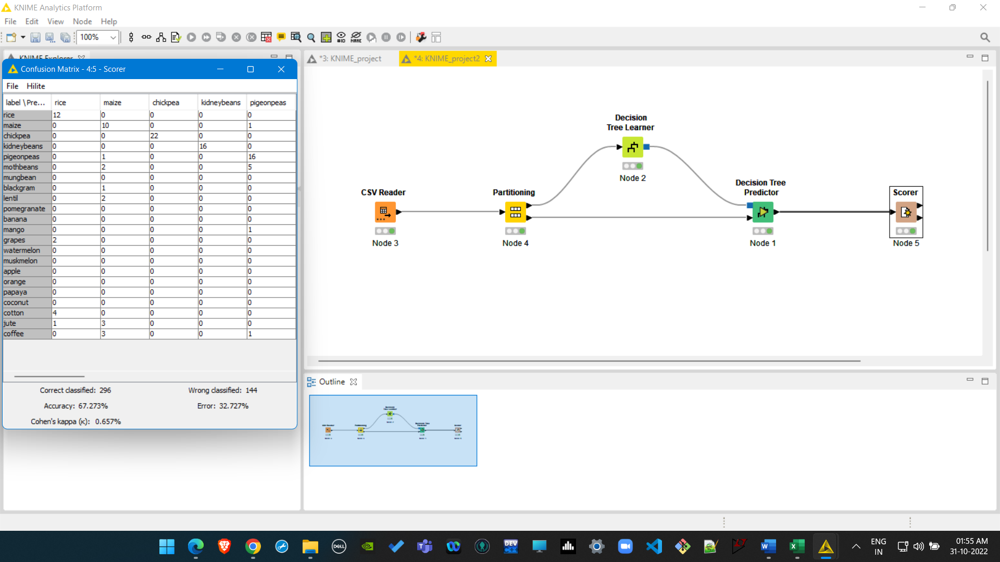 KNIME Analytics Platform
File Edit View Node Help
100%
#ID
NAME
KNIME Explorer
*3: KNIME_project
*4: KNIME_project2
Confusion Matrix - 4:5 - Scorer
File Hilite
label \ Pre... rice maize chickpea kidneybeans pigeonpeas
rice 12 0 0 0 0
maize 0 10 0 0 1
chickpea 0 0 22 0 0
kidneybeans 0 0 0 16 0
pigeonpeas 0 1 0 0 16
mothbeans 0 2 0 0 5
mungbean 0 0 0 0 0
blackgram 0 1 0 0 0
lentil 0 2 0 0 0
pomegranate 0 0 0 0 0
banana 0 0 0 0 0
mango 0 0 0 0 1
grapes 2 0 0 0 0
watermelon 0 0 0 0 0
muskmelon 0 0 0 0 0
apple 0 0 0 0 0
orange 0 0 0 0 0
papaya 0 0 0 0 0
coconut 0 0 0 0 0
cotton 4 0 0 0 0
jute 1 3 0 0 0
coffee 0 3 0 0 1
Correct classified: 296 Wrong classified: 144
Accuracy: 67.273% Error: 32.727%
Cohen's kappa (κ): 0.657%
Decision
Tree Learner
Node 2
CSV Reader
Node 3
Partitioning
Node 4
Decision Tree
Predictor
Node 1
Scorer
Node 5
Outline
DELL
DEV
C++
ENG
IN
01:55 AM
31-10-2022